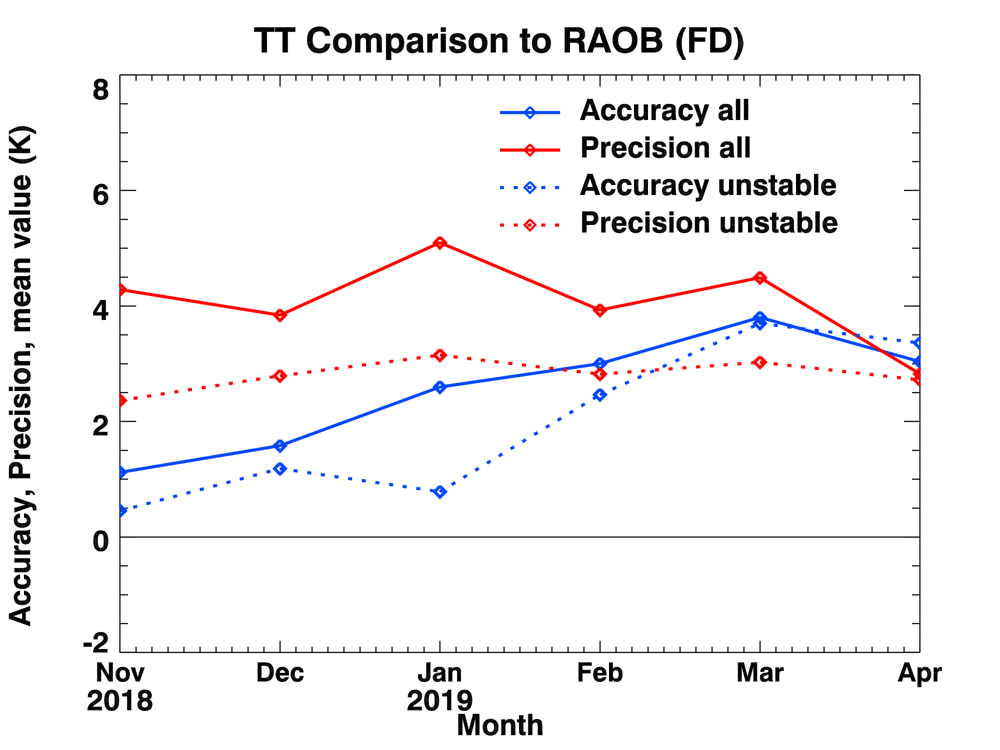 TT Comparison to RAOB (FD)
Accuracy, Precision, mean value (K)
8
6
4
2
0
-2
Accuracy all
Precision all
Accuracy unstable
Precision unstable
Nov Dec Jan Feb Mar Apr
2018 2019
Month